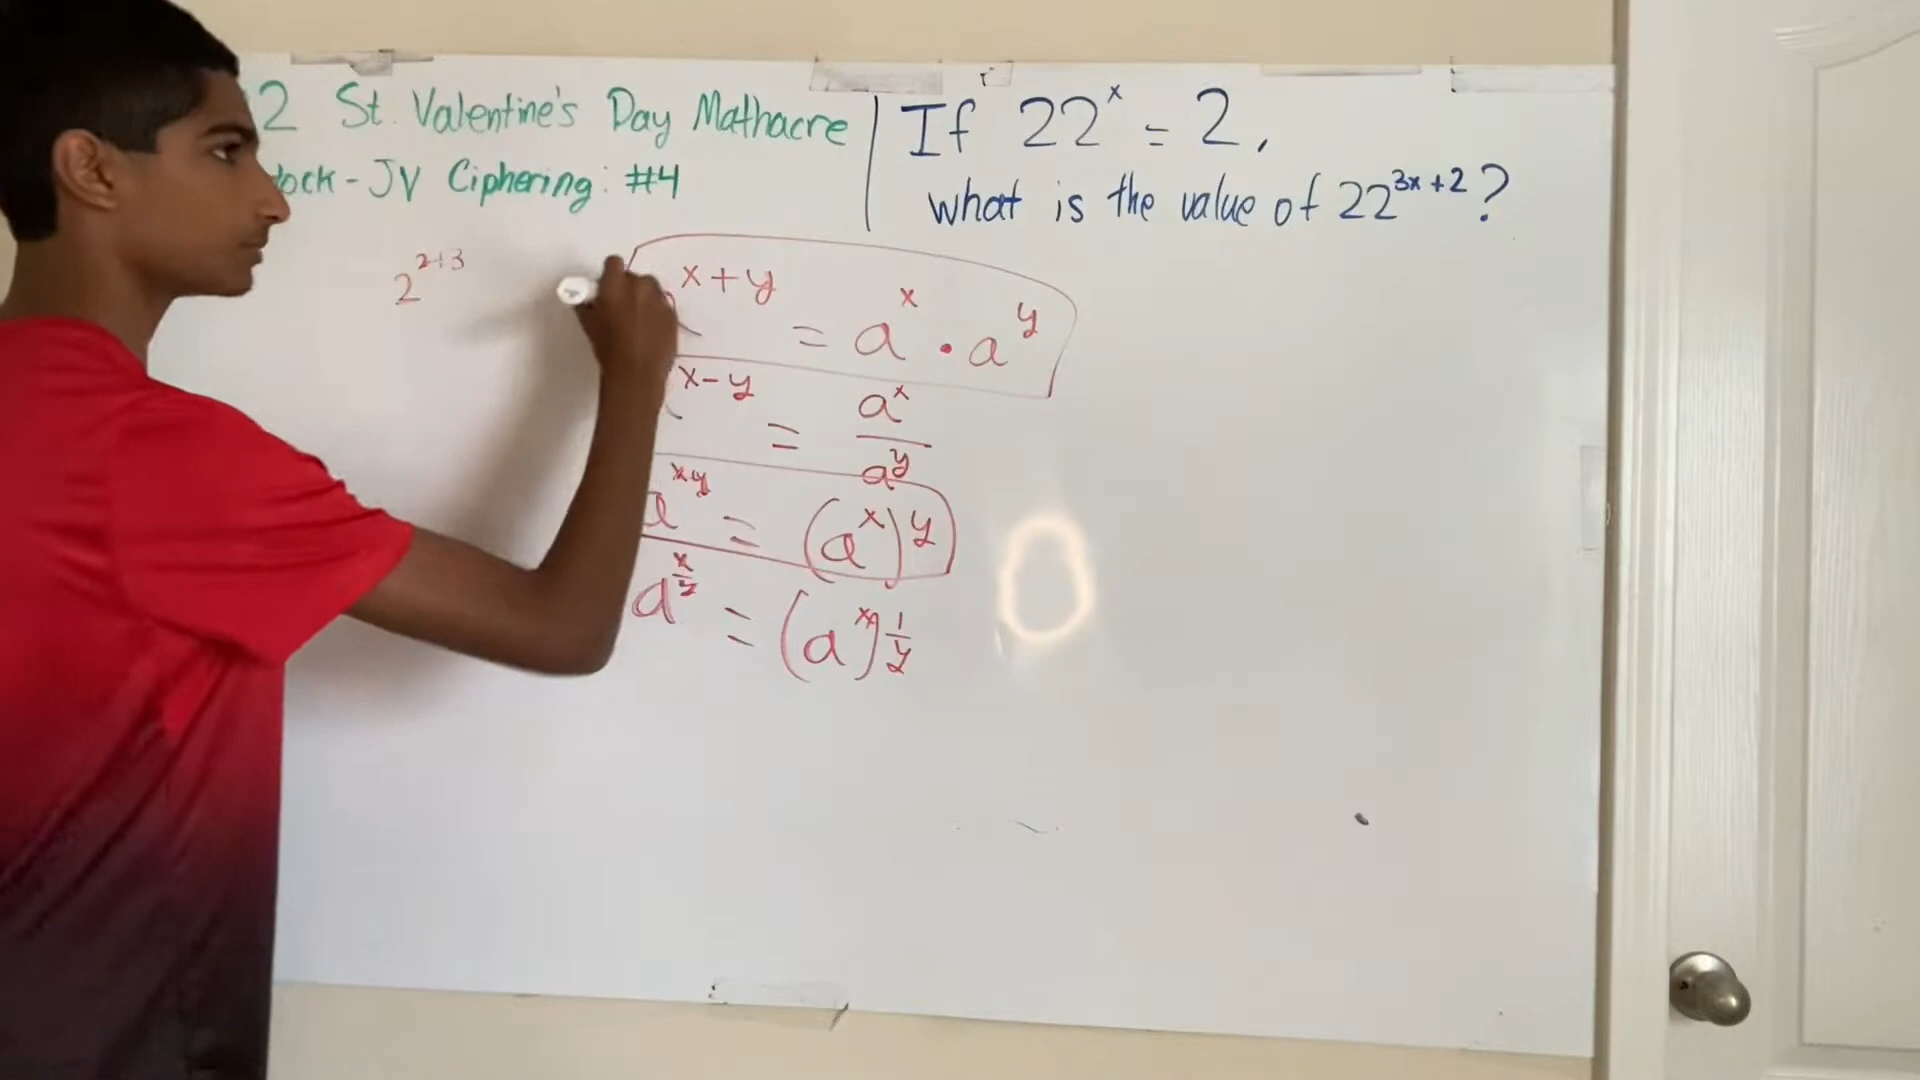 2 St. Valentine's Day Mathacre
JV Ciphering: #4
If 22^x = 2,
what is the value of 22^(3x+2)?
2^(2+3)
x+y = a^x · a^y
x-y = a^x / a^y
a^(xy) = (a^x)^y
a^(x/y) = (a^x)^(1/y)